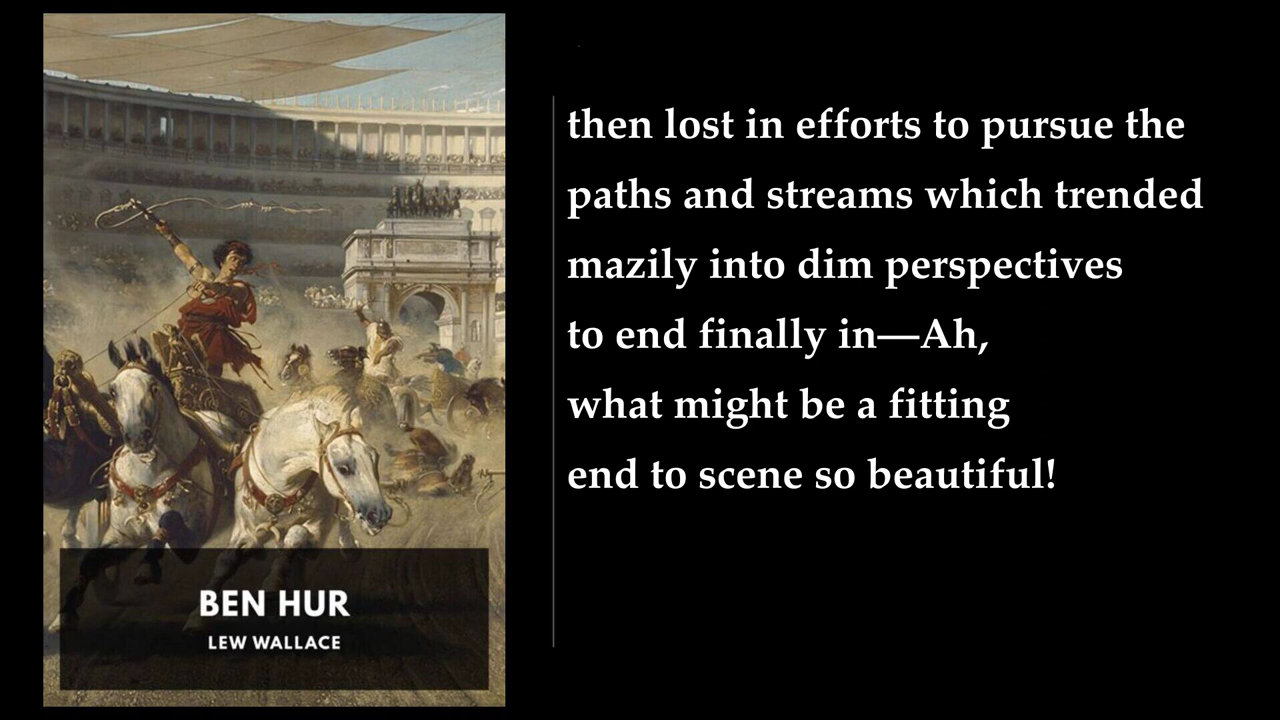 then lost in efforts to pursue the
paths and streams which trended
mazily into dim perspectives
to end finally in—Ah,
what might be a fitting
end to scene so beautiful!
BEN HUR
LEW WALLACE